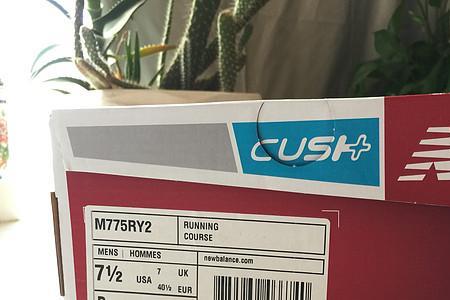 CUSH+
M775RY2
RUNNING
COURSE
MENS | HOMMES
newbalance.com
7½ USA 7 UK
40½ EUR